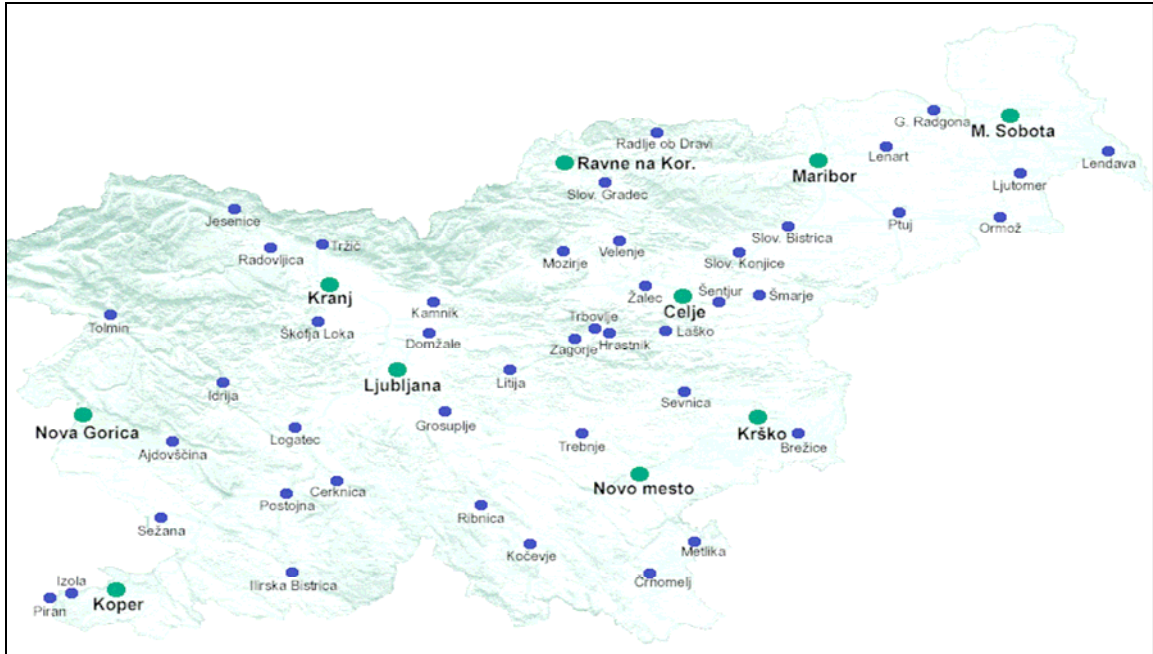 G. Radgona
M. Sobota
Radlje ob Dravi
Lenart
Ravne na Kor.
Maribor
Lendava
Ljutomer
Slov. Gradec
Jesenice
Ptuj
Ormož
Slov. Bistrica
Tržič
Velenje
Radovljica
Mozirje
Slov. Konjice
Kranj
Žalec
Šentjur
Šmarje
Celje
Kamnik
Trbovlje
Tolmin
Škofja Loka
Laško
Domžale
Hrastnik
Zagorje
Ljubljana
Litija
Idrija
Sevnica
Grosuplje
Nova Gorica
Krško
Logatec
Trebnje
Brežice
Ajdovščina
Novo mesto
Cerknica
Postojna
Ribnica
Sežana
Metlika
Kočevje
Izola
Ilirska Bistrica
Črnomelj
Koper
Piran